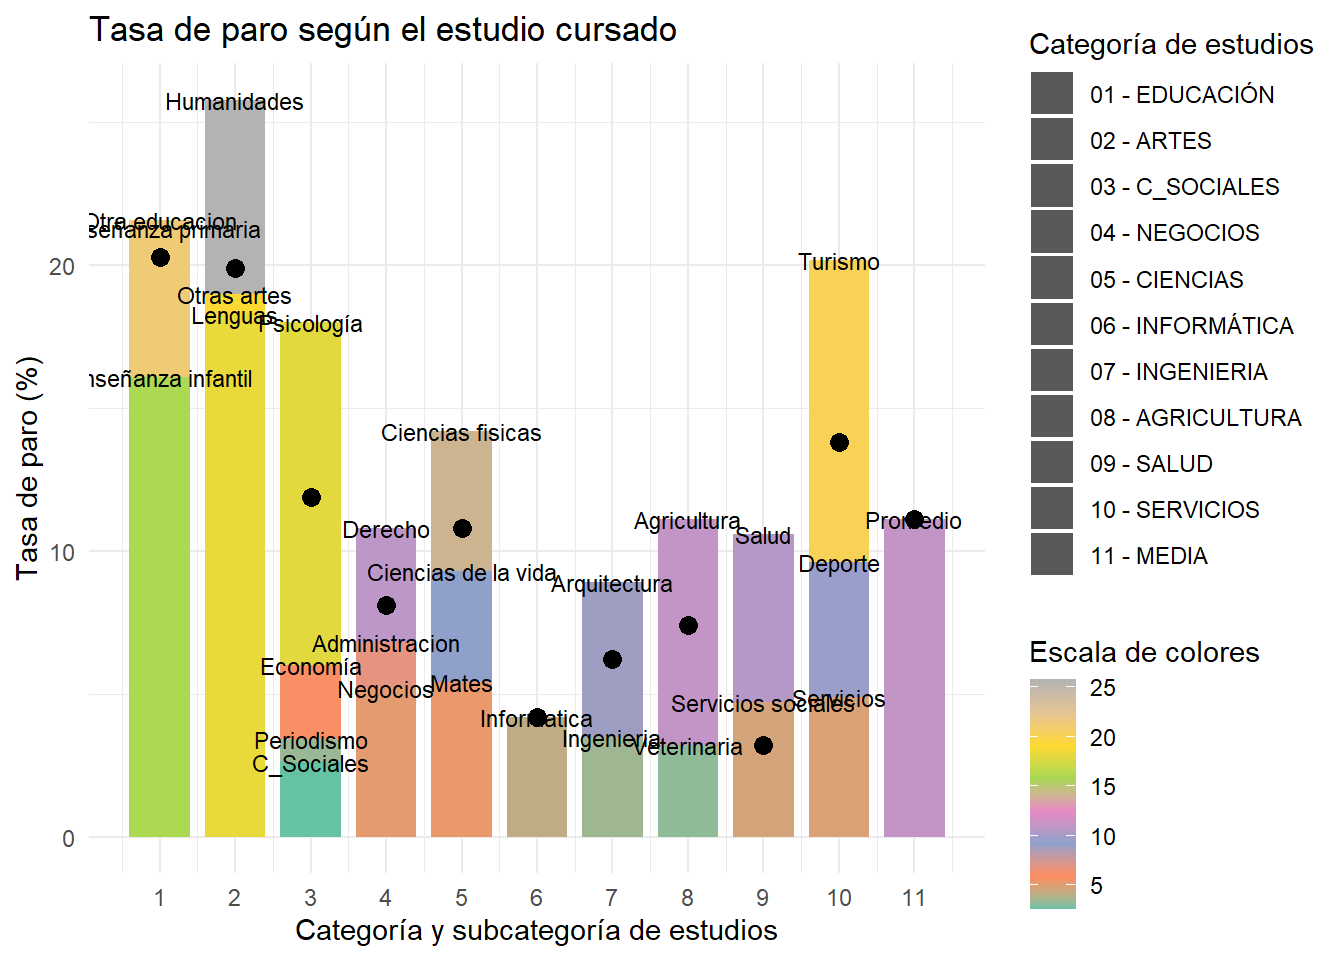 Tasa de paro según el estudio cursado
Tasa de paro (%)
20
10
0
Humanidades
Otra educacion
señanza primaria
Otras artes
Lenguas
Psicología
nseñanza infantil
Turismo
Ciencias fisicas
Derecho
Agricultura
Salud
Promedio
Ciencias de la vida
Arquitectura
Deporte
Administracion
Economía
Negocios
Mates
Servicios sociales
Servicios
Informatica
Periodismo
Ingenieria
Veterinaria
C_Sociales
1 2 3 4 5 6 7 8 9 10 11
Categoría y subcategoría de estudios
Categoría de estudios
01 - EDUCACIÓN
02 - ARTES
03 - C_SOCIALES
04 - NEGOCIOS
05 - CIENCIAS
06 - INFORMÁTICA
07 - INGENIERIA
08 - AGRICULTURA
09 - SALUD
10 - SERVICIOS
11 - MEDIA
Escala de colores
25
20
15
10
5